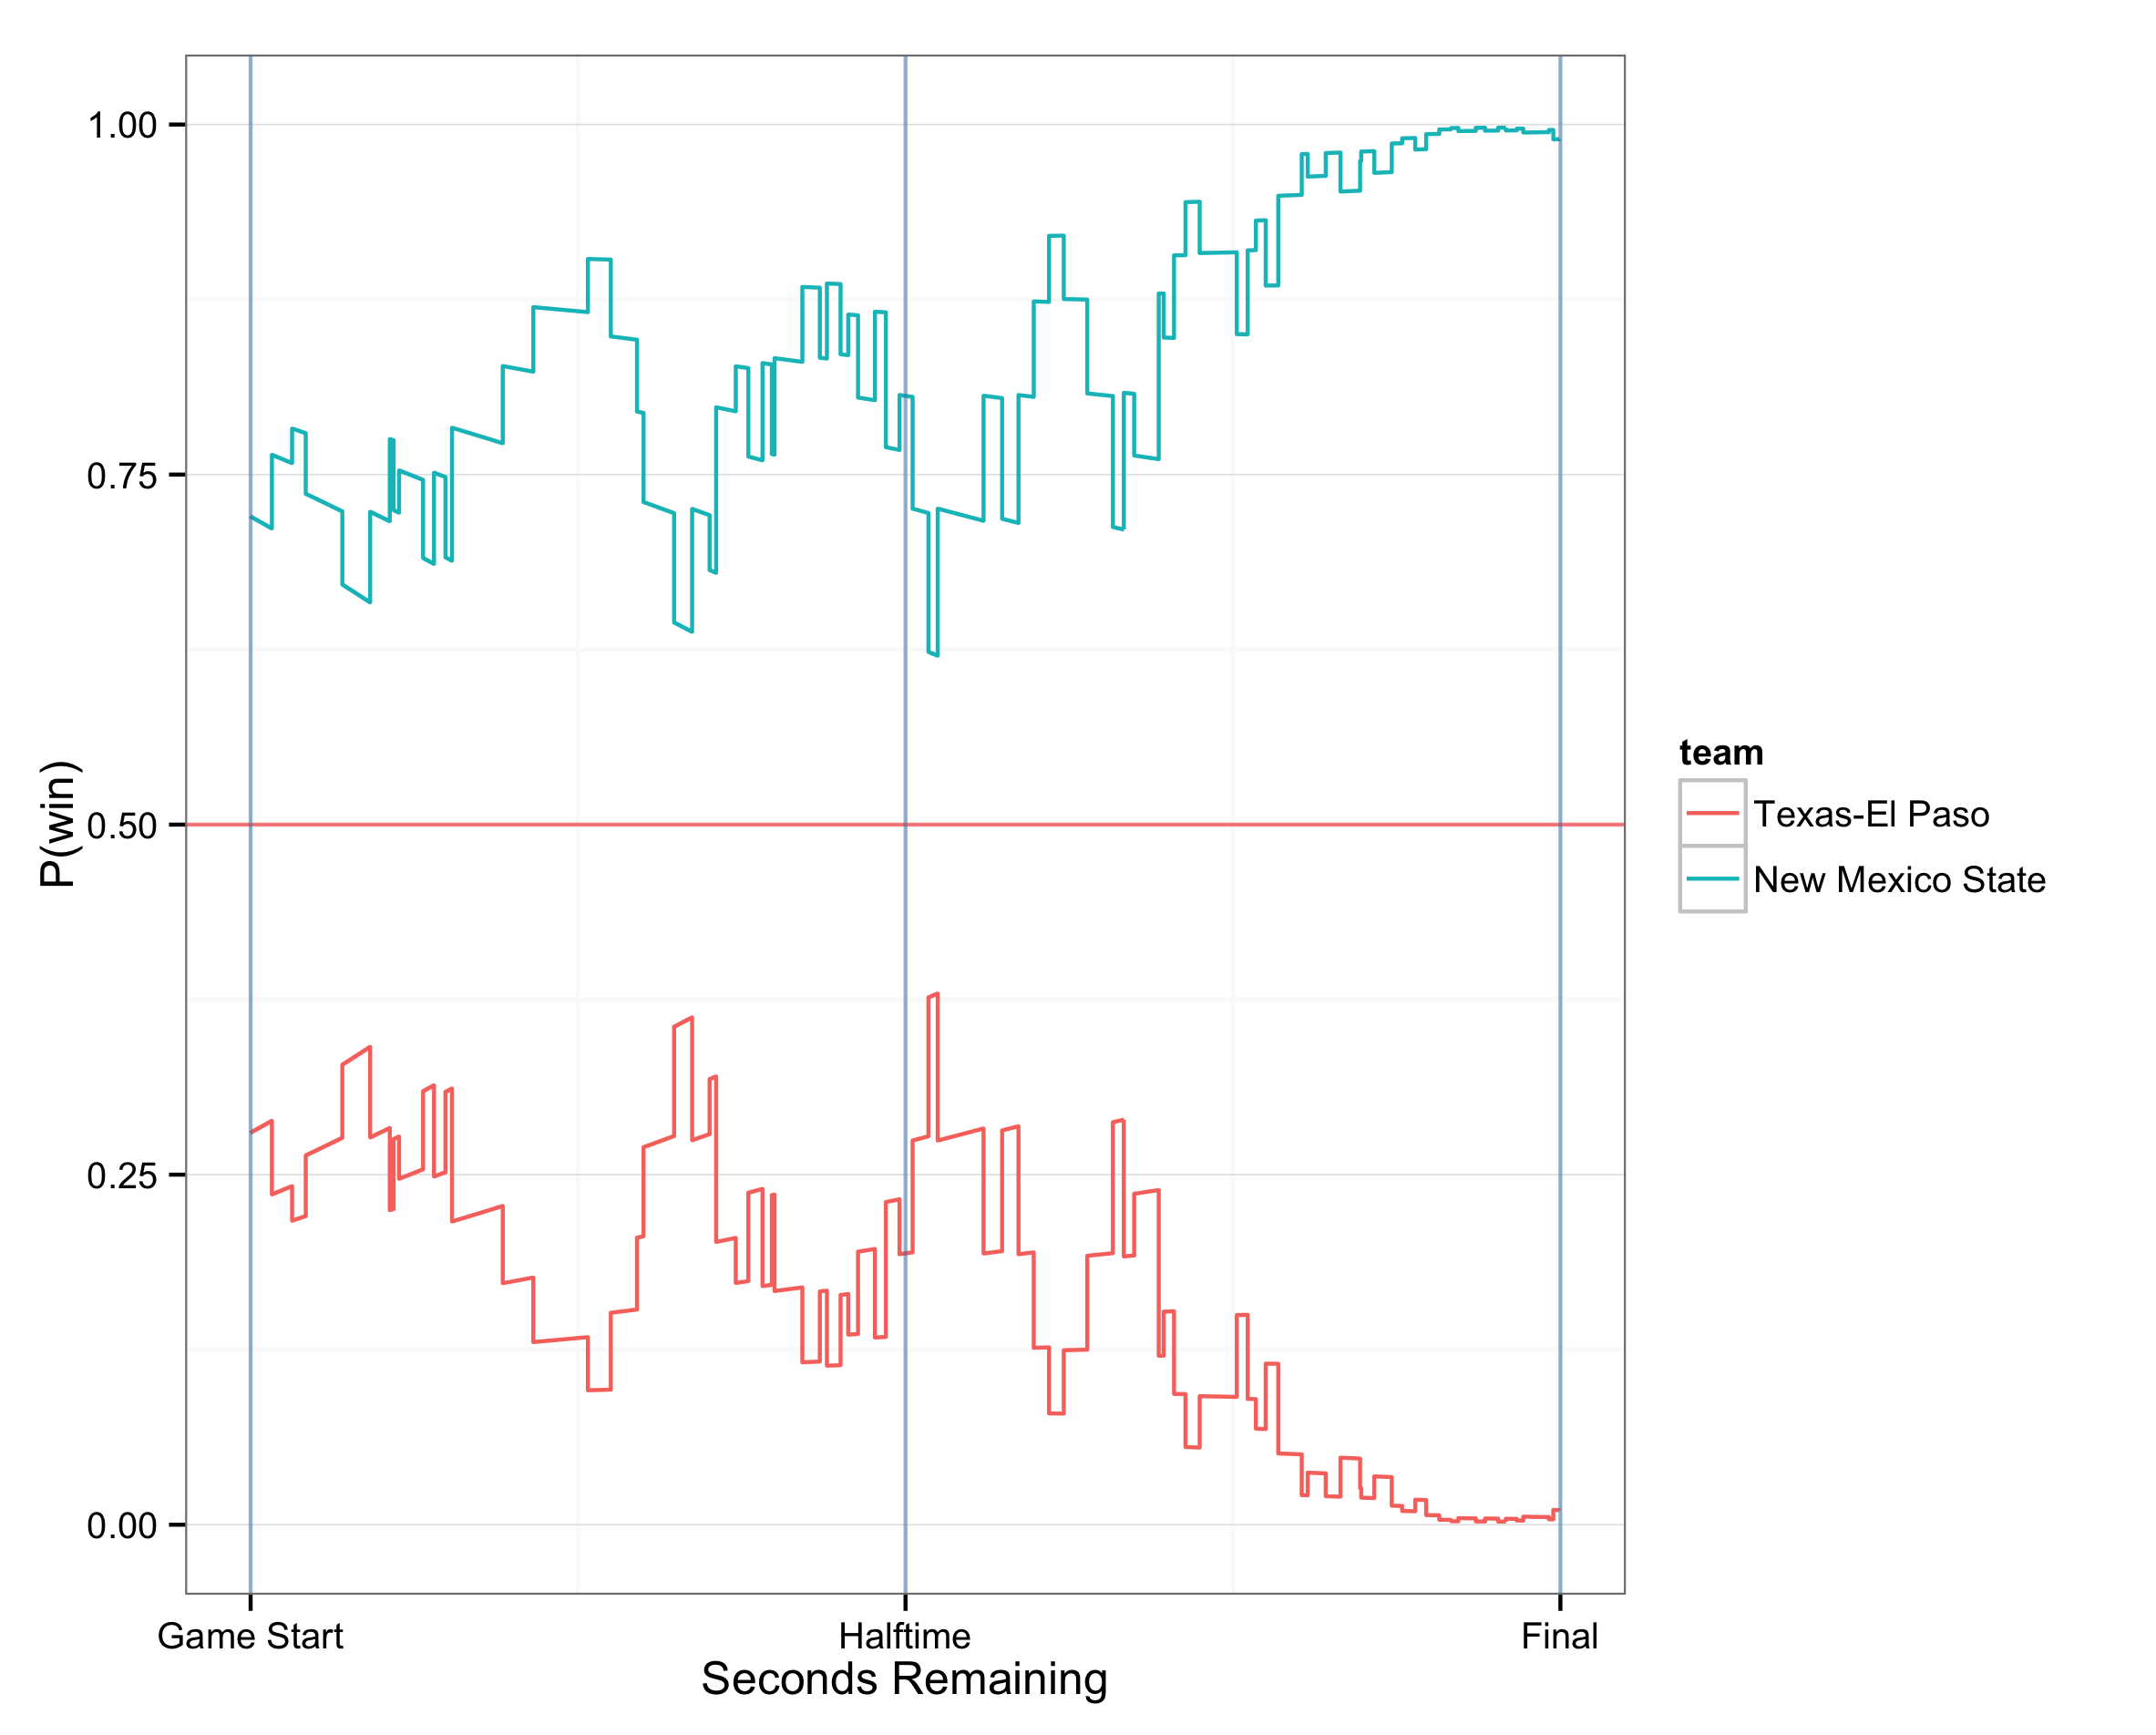 1.00
0.75
0.50
0.25
0.00
P(win)
Game Start
Halftime
Final
Seconds Remaining
team
Texas-El Paso
New Mexico State